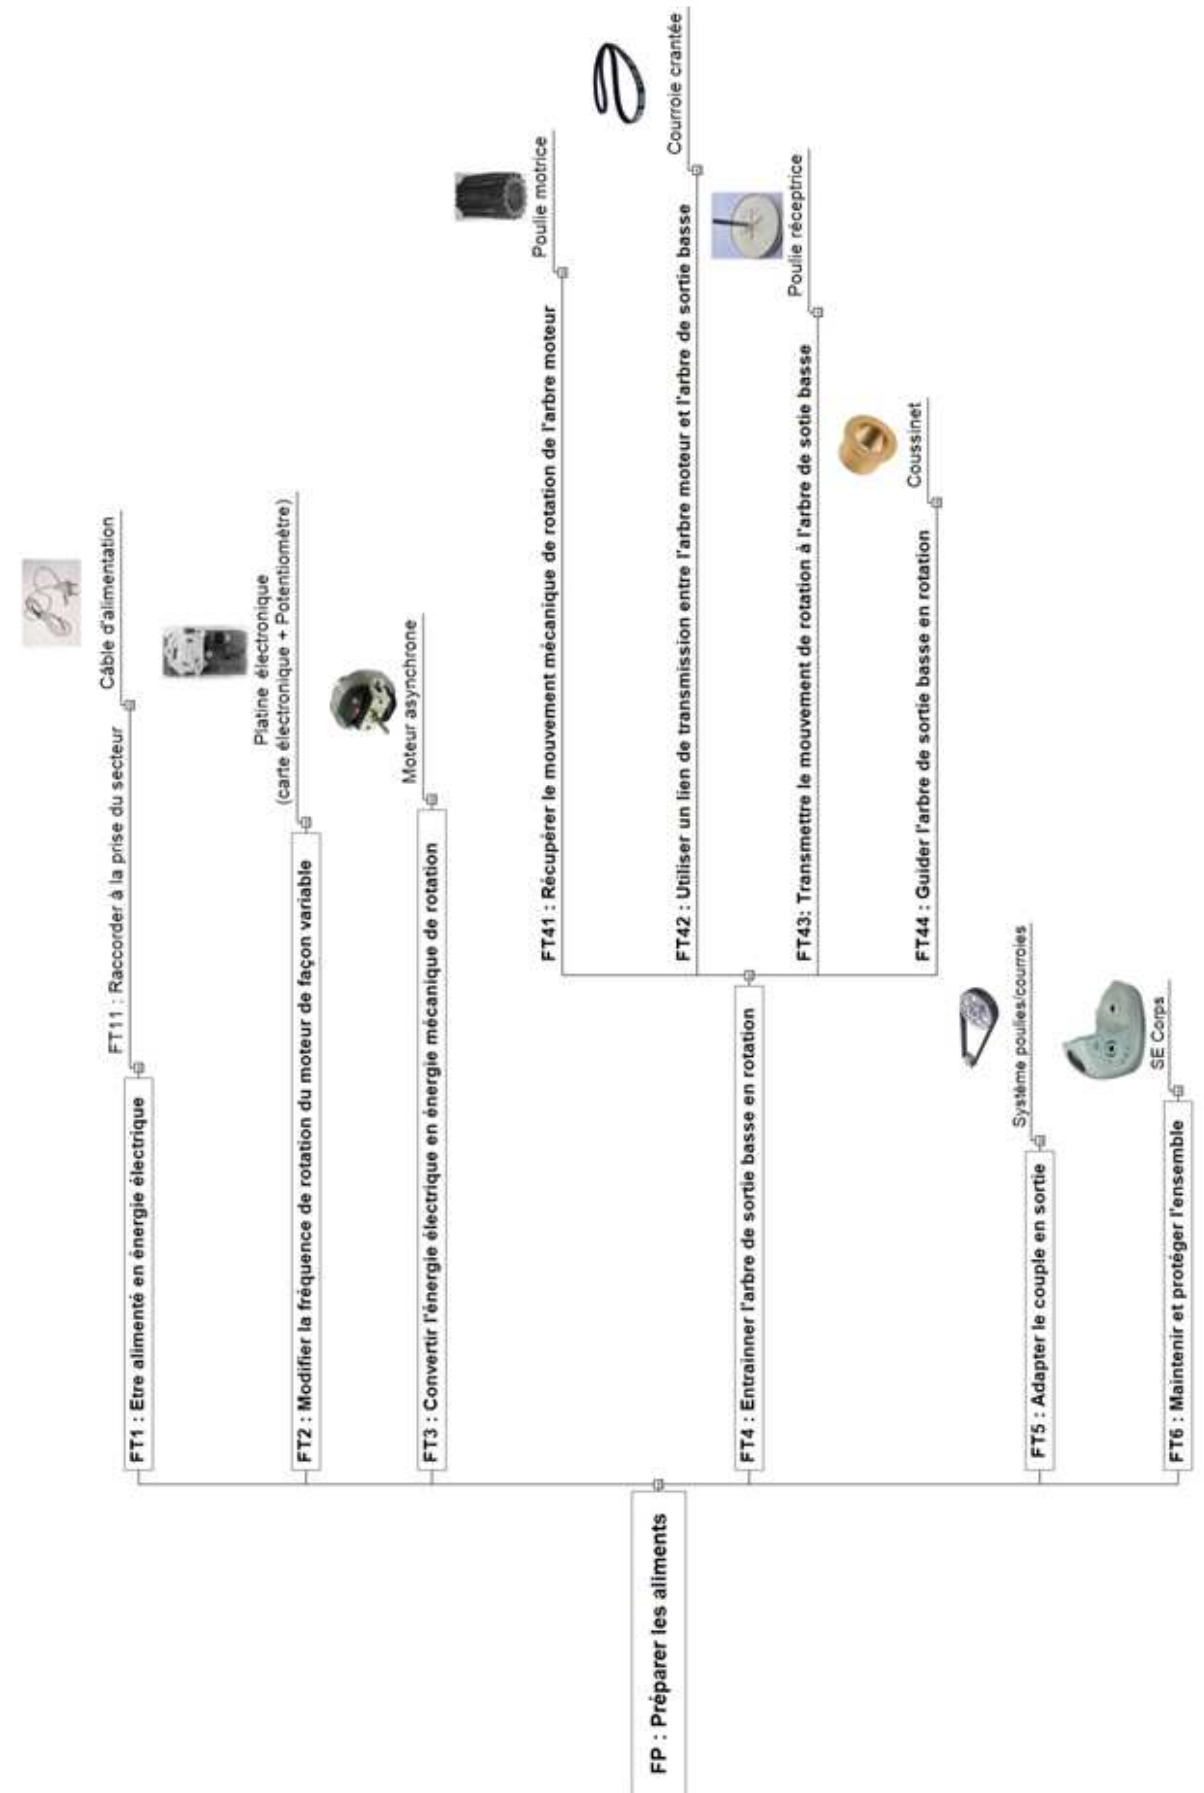 FP : Préparer les aliments
FT1 : Etre alimenté en énergie électrique
FT11 : Raccorder à la prise du secteur
Câble d'alimentation
FT2 : Modifier la fréquence de rotation du moteur de façon variable
Platine électronique
(carte électronique + Potentiomètre)
FT3 : Convertir l'énergie électrique en énergie mécanique de rotation
Moteur asynchrone
FT4 : Entrainner l'arbre de sortie basse en rotation
FT41 : Récupérer le mouvement mécanique de rotation de l'arbre moteur
Poulie motrice
FT42 : Utiliser un lien de transmission entre l'arbre moteur et l'arbre de sortie basse
Courroie crantée
FT43: Transmettre le mouvement de rotation à l'arbre de sotie basse
Poulie réceptrice
FT44 : Guider l'arbre de sortie basse en rotation
Coussinet
FT5 : Adapter le couple en sortie
Système poulies/courroies
FT6 : Maintenir et protéger l'ensemble
SE Corps